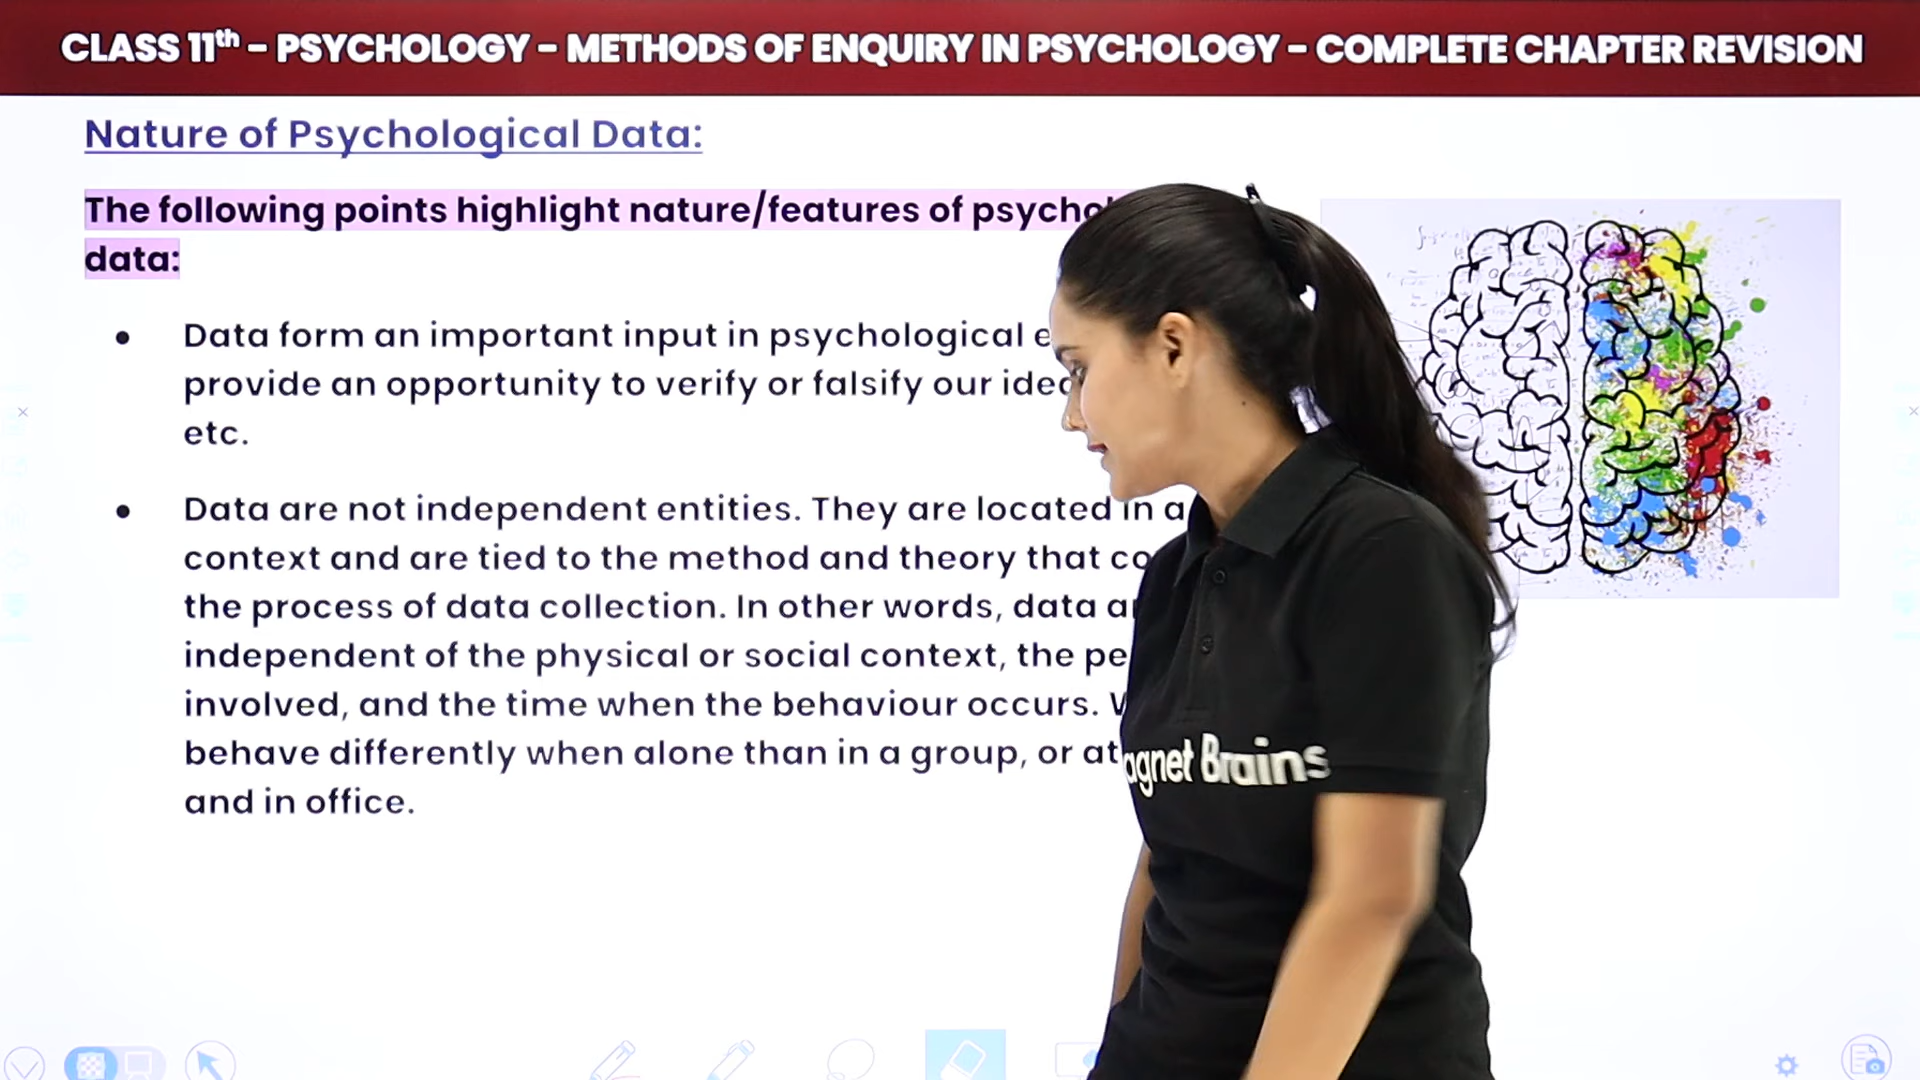 CLASS 11th – PSYCHOLOGY – METHODS OF ENQUIRY IN PSYCHOLOGY – COMPLETE CHAPTER REVISION
Nature of Psychological Data:
The following points highlight nature/features of
data:
• Data form an important input in psychological
provide an opportunity to verify or falsify our
etc.
• Data are not independent entities. They are located in a
context and are tied to the method and theory that
the process of data collection. In other words, data
independent of the physical or social context, the
involved, and the time when the behaviour occurs.
behave differently when alone than in a group, or at
and in office.
Brains